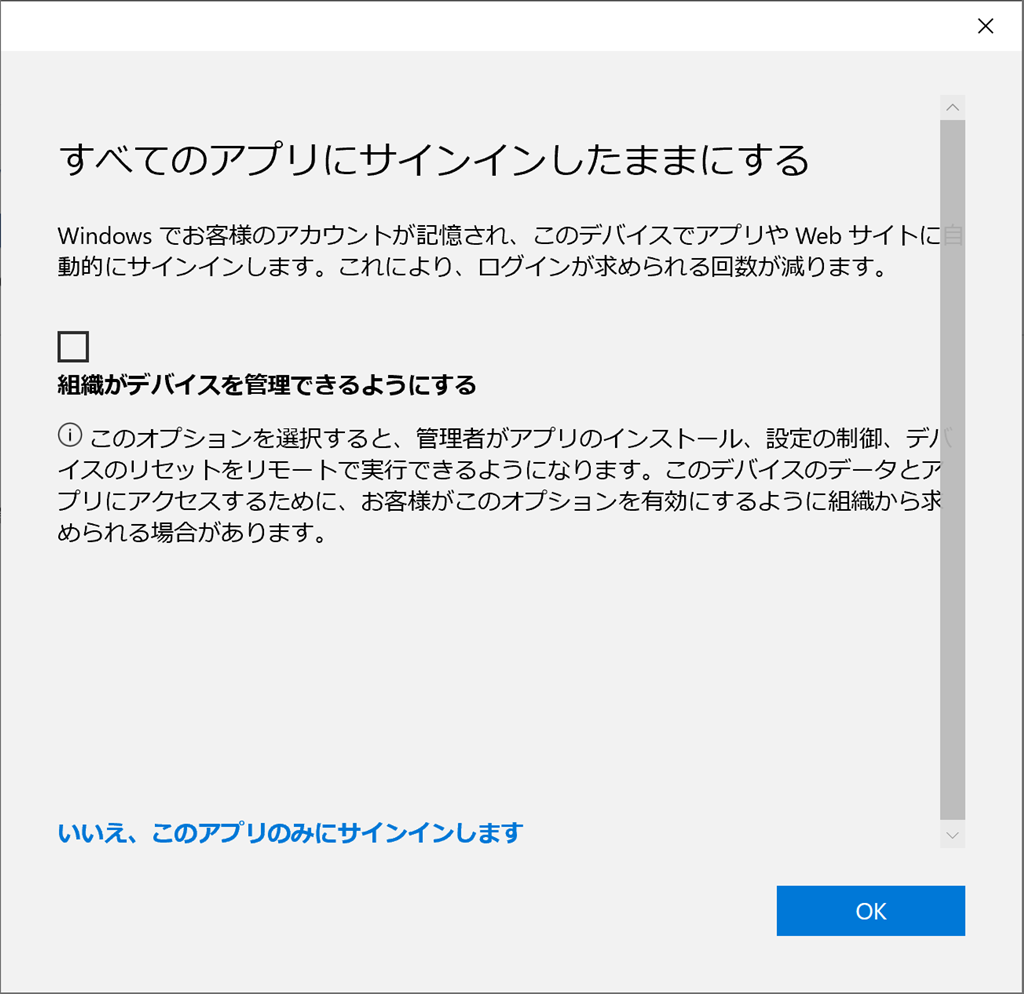 すべてのアプリにサインインしたままにする
Windows でお客様のアカウントが記憶され、このデバイスでアプリや Web サイトに自
動的にサインインします。これにより、ログインが求められる回数が減ります。
組織がデバイスを管理できるようにする
このオプションを選択すると、管理者がアプリのインストール、設定の制御、デバ
イスのリセットをリモートで実行できるようになります。このデバイスのデータとア
プリにアクセスするために、お客様がこのオプションを有効にするように組織から求
められる場合があります。
いいえ、このアプリのみにサインインします
OK